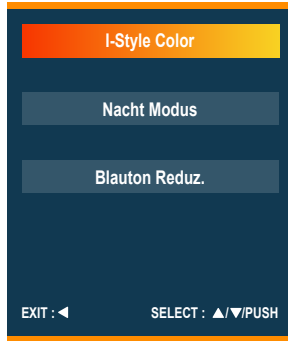 I-Style Color
Nacht Modus
Blauton Reduz.
EXIT : ◀ SELECT : ▲/▼/PUSH